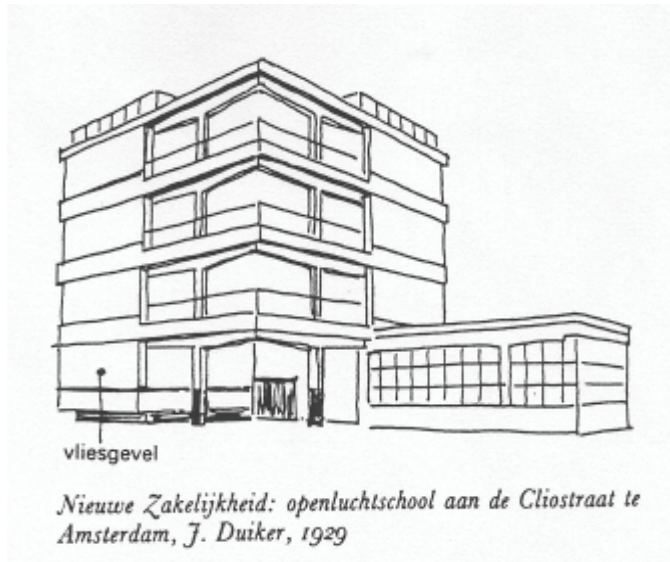 vliesgevel
Nieuwe Zakelijkheid: openluchtschool aan de Cliostraat te
Amsterdam, J. Duiker, 1929